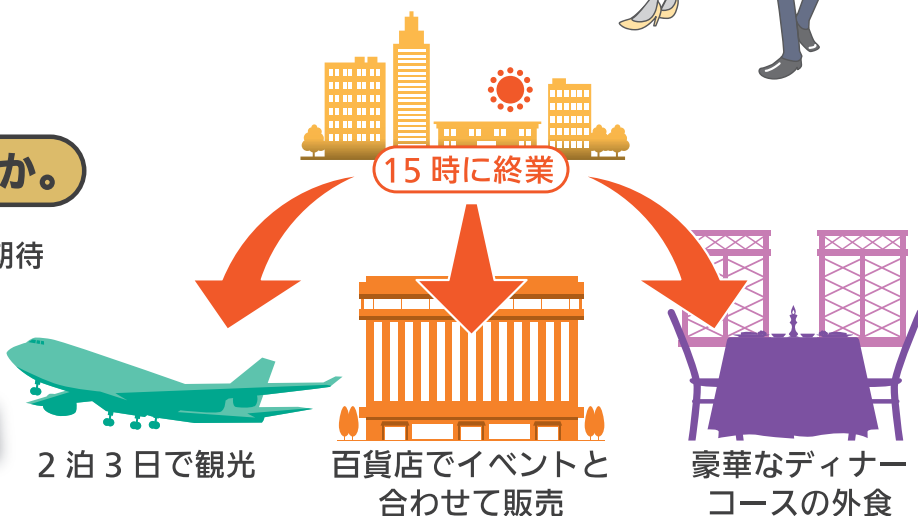 15時に終業
か。
期待
2泊3日で観光
百貨店でイベントと
合わせて販売
豪華なディナー
コースの外食